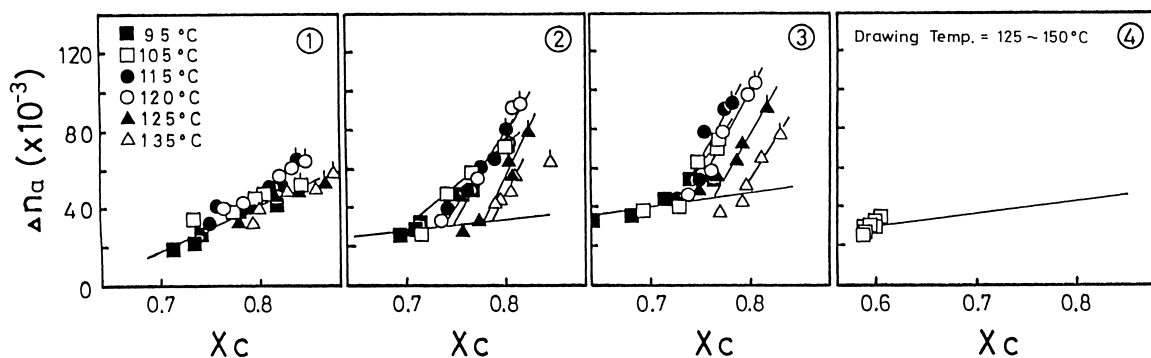 ① ② ③ ④
■ 95 °C
□ 105 °C
● 115 °C
○ 120 °C
▲ 125 °C
△ 135 °C
Drawing Temp. = 125 ~ 150°C
Δna (x10⁻³)
120
80
40
0
0.7 0.8 0.7 0.8 0.7 0.8 0.6 0.7 0.8
Xc Xc Xc Xc